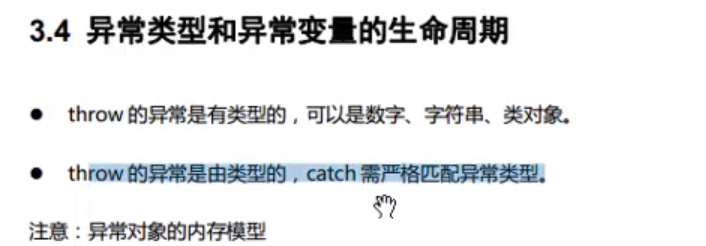 3.4 异常类型和异常变量的生命周期
● throw 的异常是有类型的，可以是数字、字符串、类对象。
● throw 的异常是由类型的，catch 需严格匹配异常类型。
注意：异常对象的内存模型